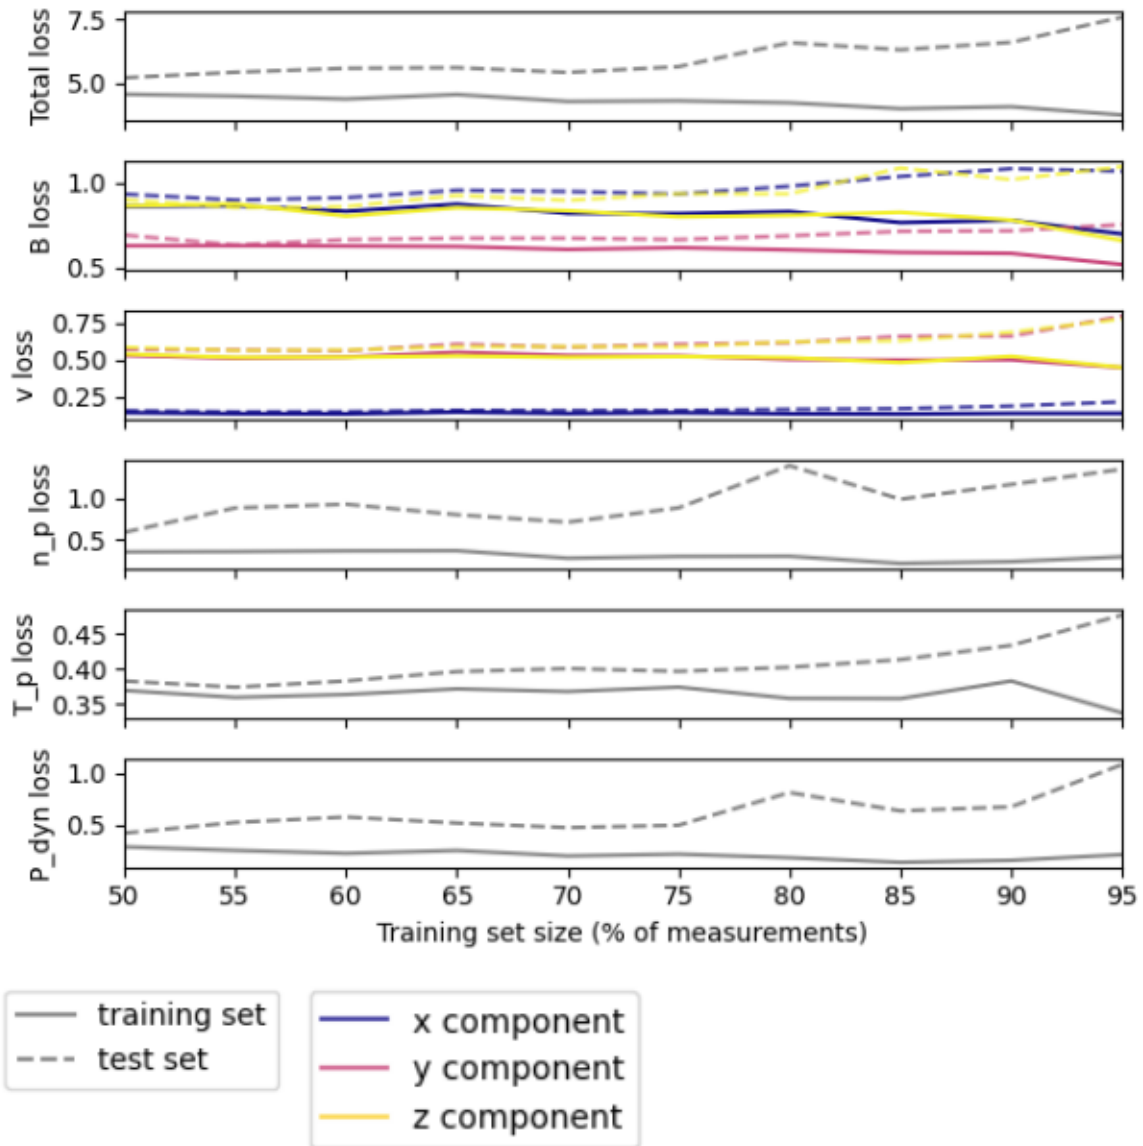 Total loss
7.5
5.0
B loss
1.0
0.5
v loss
0.75
0.50
0.25
n_p loss
1.0
0.5
T_p loss
0.45
0.40
0.35
P_dyn loss
1.0
0.5
50 55 60 65 70 75 80 85 90 95
Training set size (% of measurements)
training set
test set
x component
y component
z component